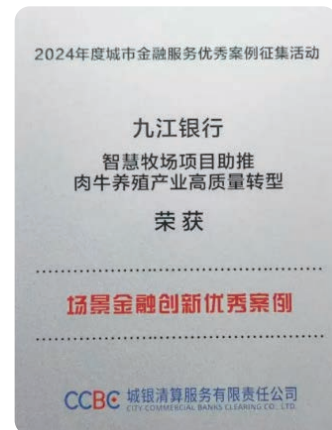 2024年度城市金融服务优秀案例征集活动
九江银行
智慧牧场项目助推
肉牛养殖产业高质量转型
荣获
场景金融创新优秀案例
CCBC 城银清算服务有限责任公司
CITY COMMERCIAL BANKS CLEARING CO., LTD.